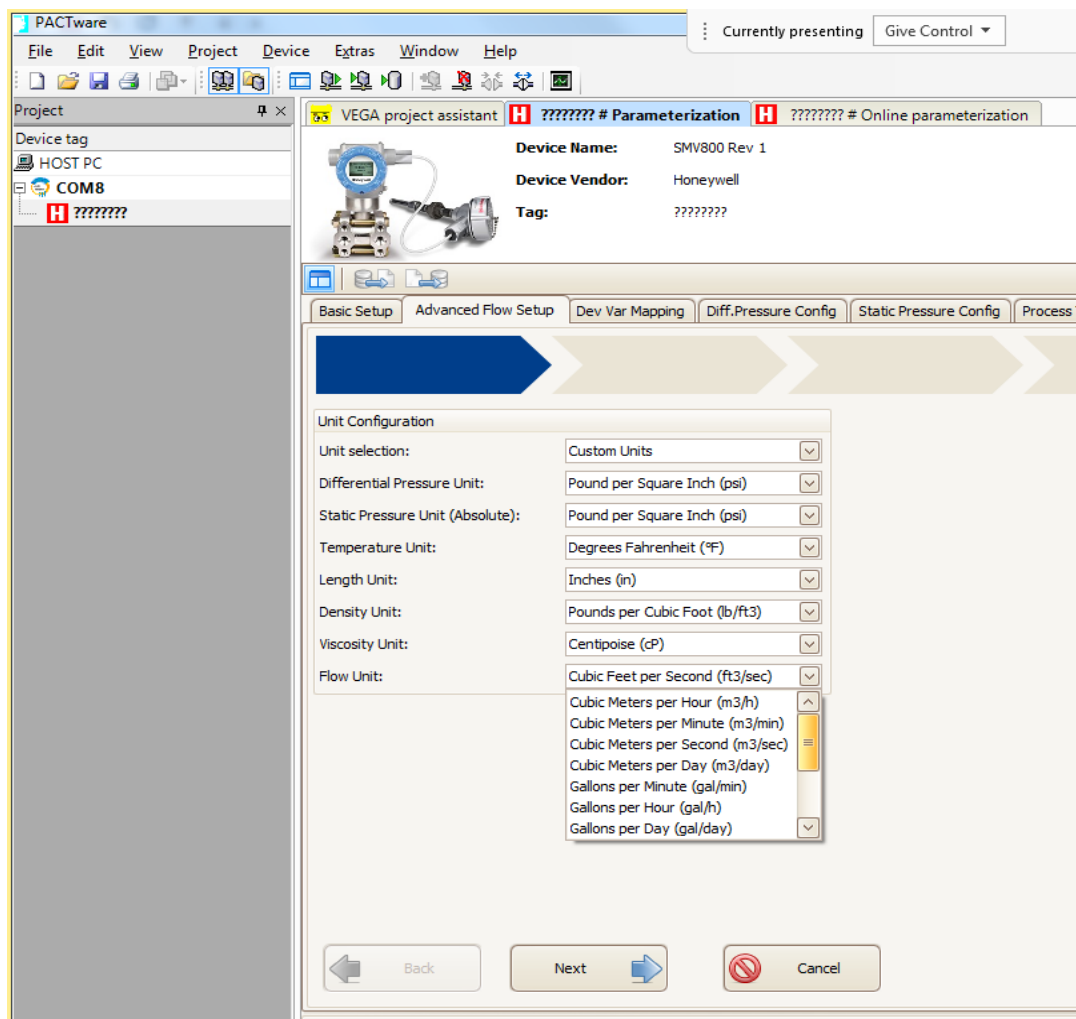 PACTware
Currently presenting Give Control
File Edit View Project Device Extras Window Help
Project
VEGA project assistant ???????? # Parameterization ???????? # Online parameterization
Device tag
HOST PC
COM8
????????
Device Name: SMV800 Rev 1
Device Vendor: Honeywell
Tag: ????????
Basic Setup Advanced Flow Setup Dev Var Mapping Diff.Pressure Config Static Pressure Config Process
Unit Configuration
Unit selection: Custom Units
Differential Pressure Unit: Pound per Square Inch (psi)
Static Pressure Unit (Absolute): Pound per Square Inch (psi)
Temperature Unit: Degrees Fahrenheit (°F)
Length Unit: Inches (in)
Density Unit: Pounds per Cubic Foot (lb/ft3)
Viscosity Unit: Centipoise (cP)
Flow Unit: Cubic Feet per Second (ft3/sec)
Cubic Meters per Hour (m3/h)
Cubic Meters per Minute (m3/min)
Cubic Meters per Second (m3/sec)
Cubic Meters per Day (m3/day)
Gallons per Minute (gal/min)
Gallons per Hour (gal/h)
Gallons per Day (gal/day)
Back Next Cancel